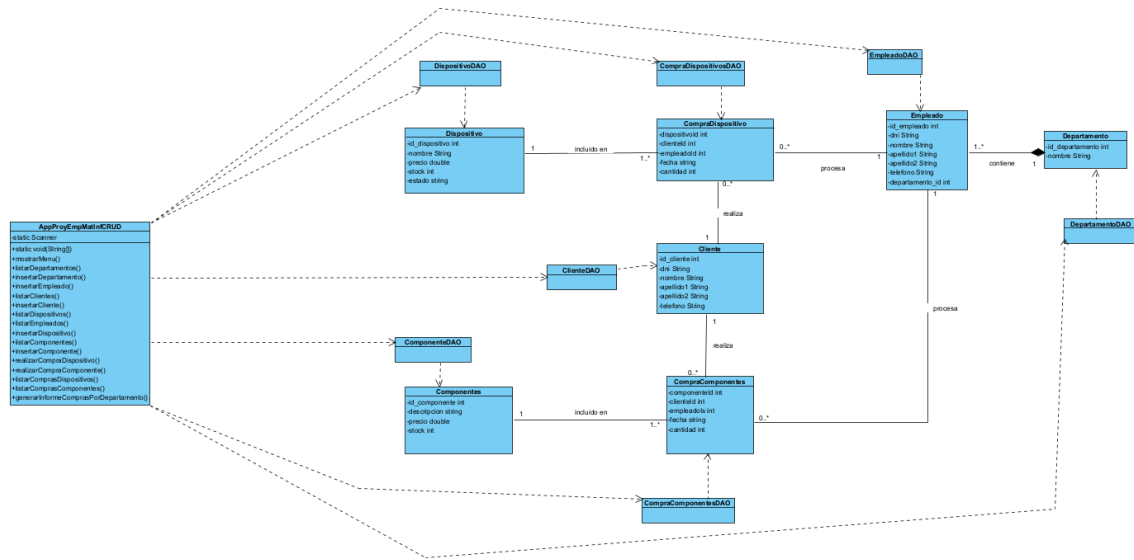 DispositivoDAO
CompraDispositivosDAO
EmpleadoDAO
Dispositivo
-id_dispositivo int
-nombre String
-precio double
-stock int
-estado string
1
incluido en
1..*
CompraDispositivo
-dispositivoId int
-clienteId int
-empleadoId int
-fecha string
-cantidad int
0..*
procesa
1
Empleado
-id_empleado int
-dni String
-nombre String
-apellido1 String
-apellido2 String
-telefono String
-departamento_id int
1..*
contiene
1
Departamento
-id_departamento int
-nombre String
DepartamentoDAO
0..*
realiza
1
AppProyEmpMatInfCRUD
-static Scanner
+static void(String[])
+mostrarMenu()
+listarDepartamentos()
+insertarDepartamento()
+insertarEmpleado()
+listarClientes()
+insertarCliente()
+listarDispositivos()
+listarEmpleados()
+insertarDispositivo()
+listarComponentes()
+insertarComponente()
+realizarCompraDispositivo()
+realizarCompraComponente()
+listarComprasDispositivos()
+listarComprasComponentes()
+generarInformeComprasPorDepartamento()
ClienteDAO
Cliente
-id_cliente int
-dni String
-nombre String
-apellido1 String
-apellido2 String
-telefono String
1
realiza
0..*
1
procesa
0..*
ComponenteDAO
Componentes
-id_componente int
-descripcion string
-precio double
-stock int
1
incluido en
1..*
CompraComponentes
-componenteId int
-clienteId int
-empleadoIs int
-fecha string
-cantidad int
CompraComponentesDAO